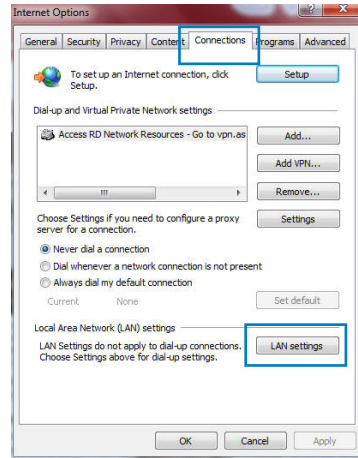 Internet Options
General Security Privacy Content Connections Programs Advanced
To set up an Internet connection, click
Setup.
Setup
Dial-up and Virtual Private Network settings
Access RD Network Resources - Go to vpn.as
Add...
Add VPN...
Remove...
Choose Settings if you need to configure a proxy
server for a connection.
Settings
Never dial a connection
Dial whenever a network connection is not present
Always dial my default connection
Current None
Set default
Local Area Network (LAN) settings
LAN Settings do not apply to dial-up connections.
Choose Settings above for dial-up settings.
LAN settings
OK Cancel Apply